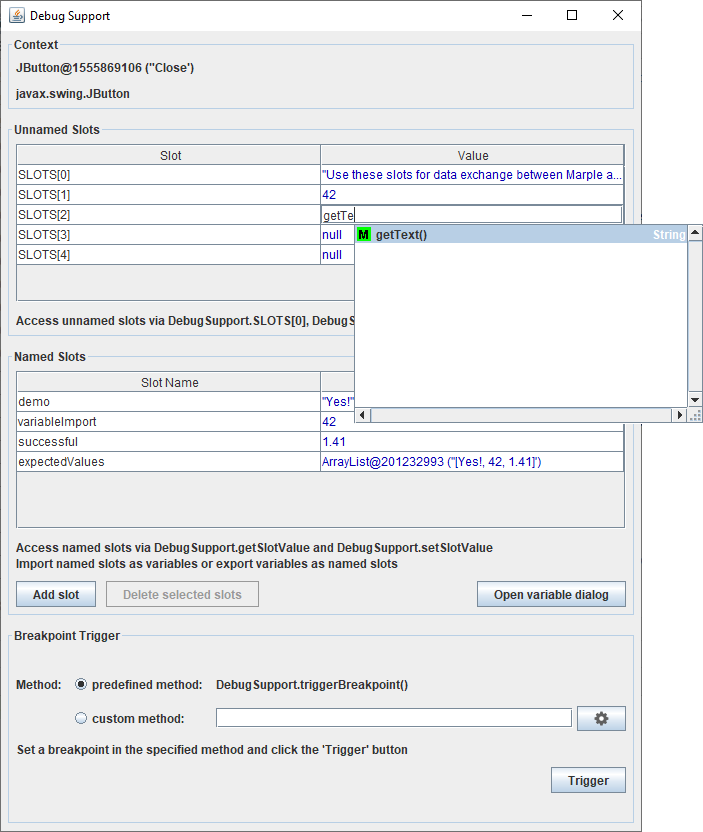 Debug Support
Context
JButton@1555869106 ("Close')
javax.swing.JButton
Unnamed Slots
Slot Value
SLOTS[0] "Use these slots for data exchange between Marple a...
SLOTS[1] 42
SLOTS[2] getTe
SLOTS[3] null
SLOTS[4] null
M getText() String
Access unnamed slots via DebugSupport.SLOTS[0], Debug
Named Slots
Slot Name
demo "Yes!"
variableImport 42
successful 1.41
expectedValues ArrayList@201232993 ("[Yes!, 42, 1.41]')
Access named slots via DebugSupport.getSlotValue and DebugSupport.setSlotValue
Import named slots as variables or export variables as named slots
Add slot Delete selected slots Open variable dialog
Breakpoint Trigger
Method: predefined method: DebugSupport.triggerBreakpoint()
custom method:
Set a breakpoint in the specified method and click the 'Trigger' button
Trigger